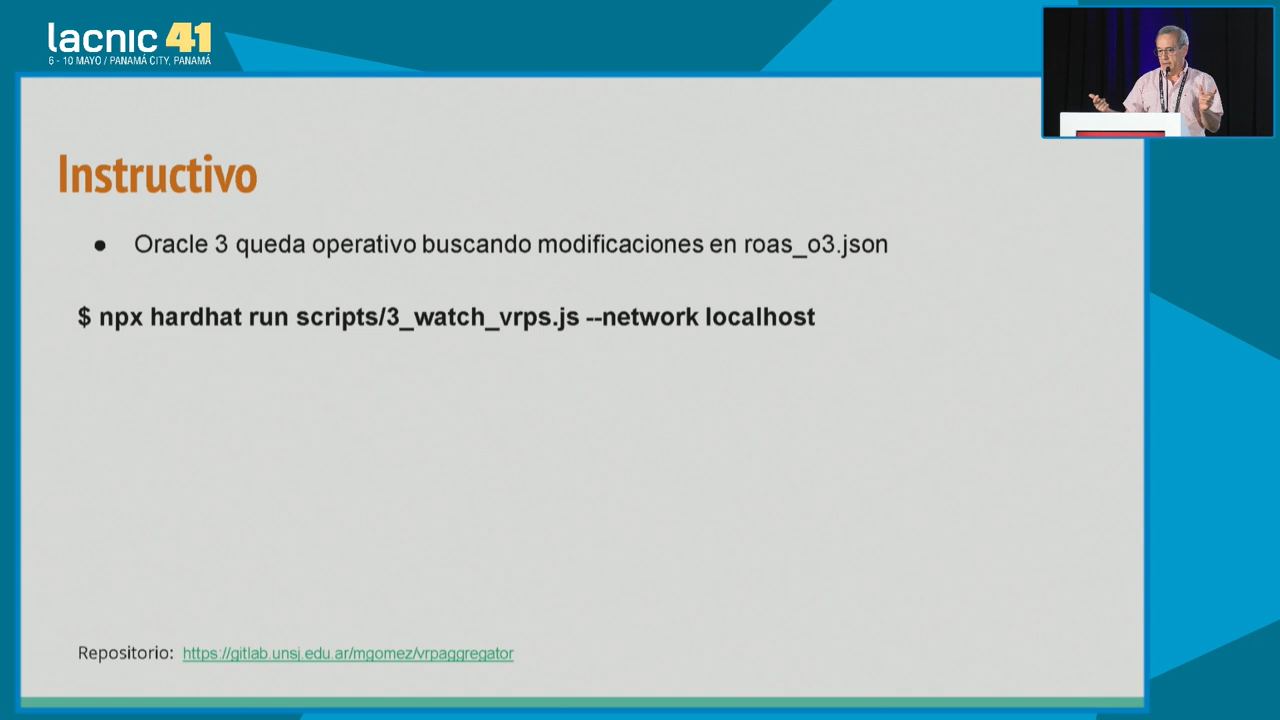 lacnic 41
6 - 10 MAYO / PANAMÁ CITY, PANAMÁ
Instructivo
● Oracle 3 queda operativo buscando modificaciones en roas_o3.json
$ npx hardhat run scripts/3_watch_vrps.js --network localhost
Repositorio: https://gitlab.unsj.edu.ar/mgomez/vrpaggregator